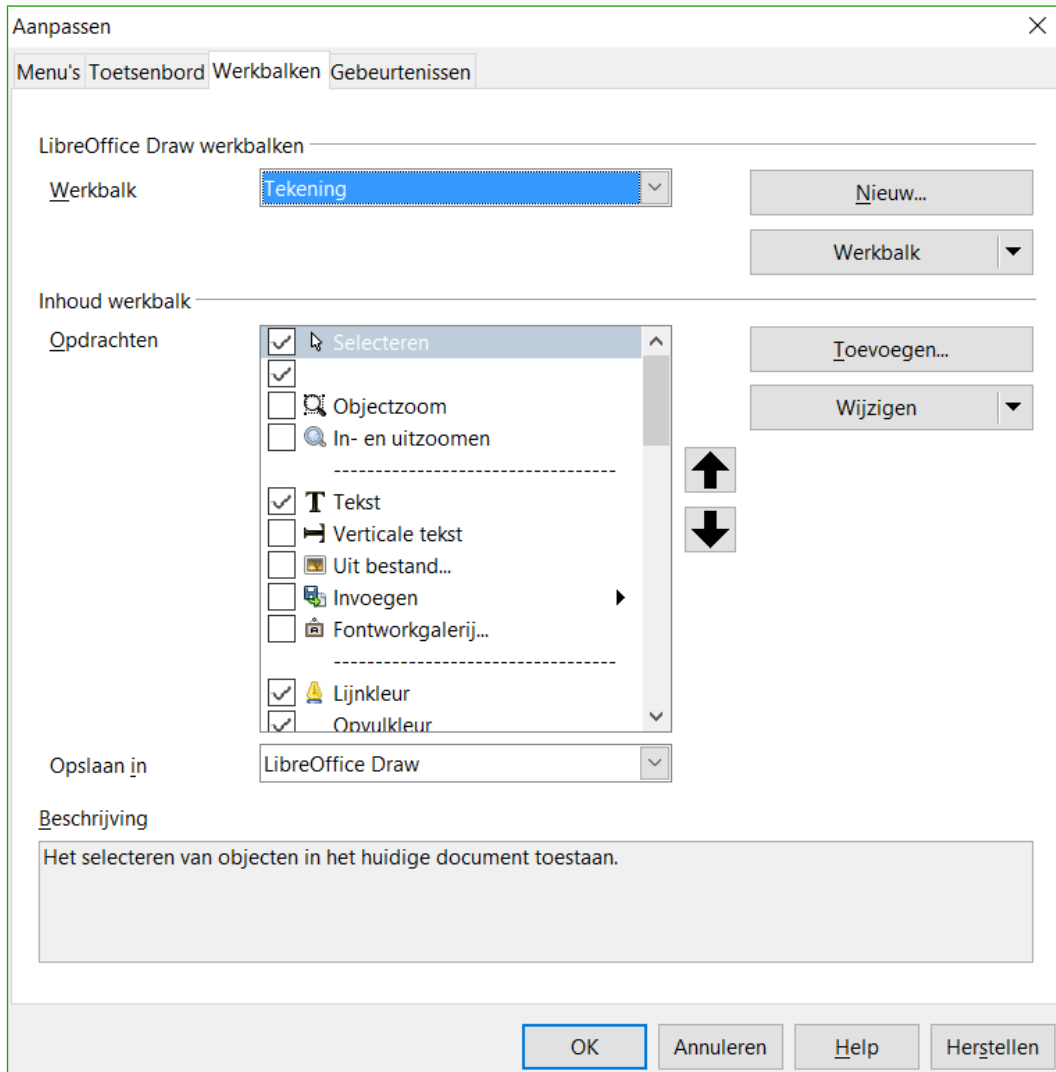 Aanpassen
Menu's Toetsenbord Werkbalken Gebeurtenissen
LibreOffice Draw werkbalken
Werkbalk Tekening Nieuw...
Werkbalk
Inhoud werkbalk
Opdrachten Selecteren Toevoegen...
Objectzoom Wijzigen
In- en uitzoomen
---------------------------------
Tekst
Verticale tekst
Uit bestand...
Invoegen
Fontworkgalerij...
---------------------------------
Lijnkleur
Opvulkleur
Opslaan in LibreOffice Draw
Beschrijving
Het selecteren van objecten in het huidige document toestaan.
OK Annuleren Help Herstellen